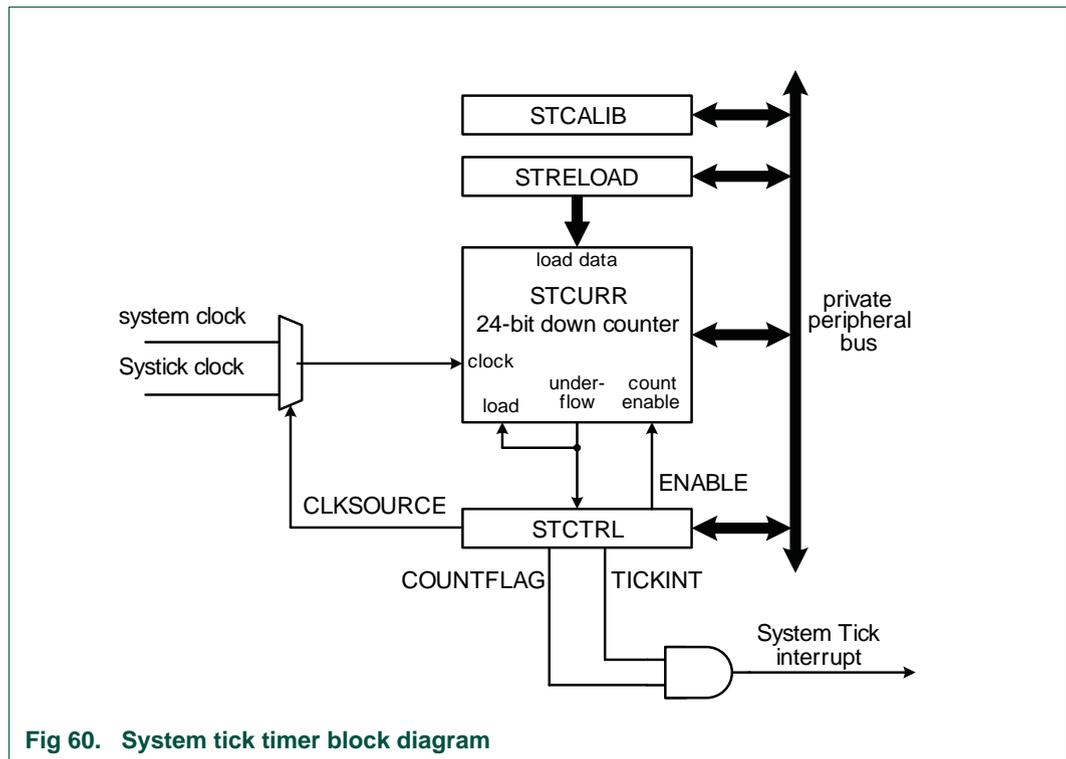 STCALIB
STRELOAD
load data
STCURR
24-bit down counter
private
peripheral
bus
system clock
Systick clock
clock
load
under-
flow
count
enable
CLKSOURCE
ENABLE
STCTRL
COUNTFLAG
TICKINT
System Tick
interrupt
Fig 60. System tick timer block diagram